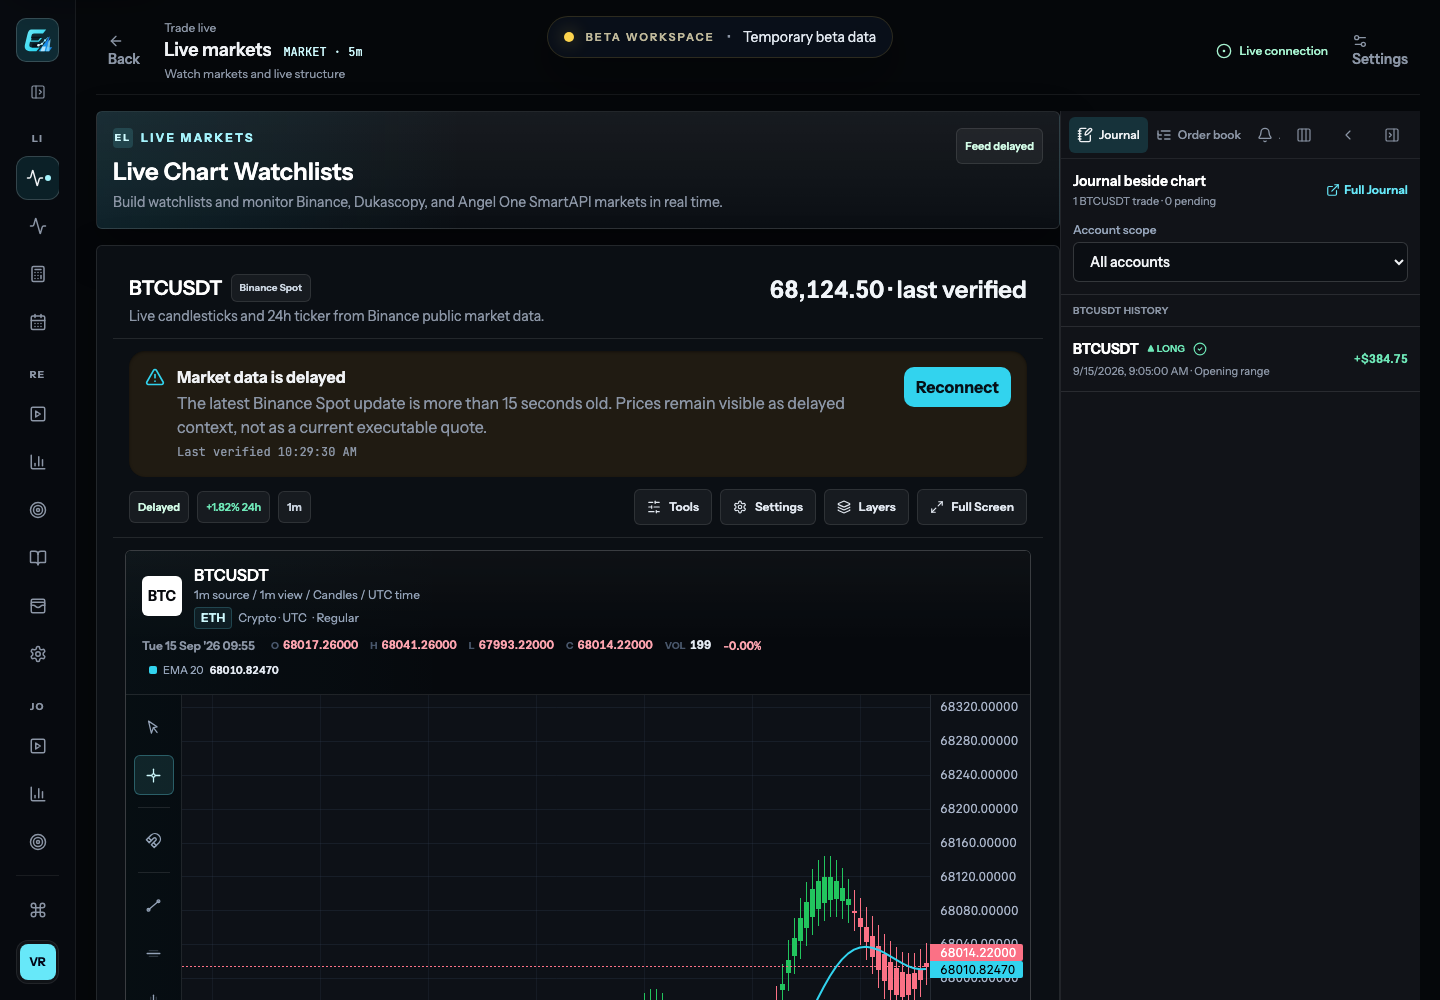 Trade live
Back
Live markets MARKET · 5m
Watch markets and live structure
BETA WORKSPACE · Temporary beta data
Live connection
Settings
LI
RE
JO
VR
EL LIVE MARKETS
Live Chart Watchlists
Build watchlists and monitor Binance, Dukascopy, and Angel One SmartAPI markets in real time.
Feed delayed
BTCUSDT Binance Spot
68,124.50 · last verified
Live candlesticks and 24h ticker from Binance public market data.
Market data is delayed
The latest Binance Spot update is more than 15 seconds old. Prices remain visible as delayed
context, not as a current executable quote.
Last verified 10:29:30 AM
Reconnect
Delayed +1.82% 24h 1m
Tools Settings Layers Full Screen
BTC
BTCUSDT
1m source / 1m view / Candles / UTC time
ETH Crypto · UTC · Regular
Tue 15 Sep '26 09:55 O 68017.26000 H 68041.26000 L 67993.22000 C 68014.22000 VOL 199 -0.00%
EMA 20 68010.82470
68320.00000
68280.00000
68240.00000
68200.00000
68160.00000
68120.00000
68080.00000
68040.00000
68014.22000
68010.82470
68000.00000
Journal Order book .
Journal beside chart
1 BTCUSDT trade · 0 pending
Full Journal
Account scope
All accounts
BTCUSDT HISTORY
BTCUSDT LONG
9/15/2026, 9:05:00 AM · Opening range
+$384.75